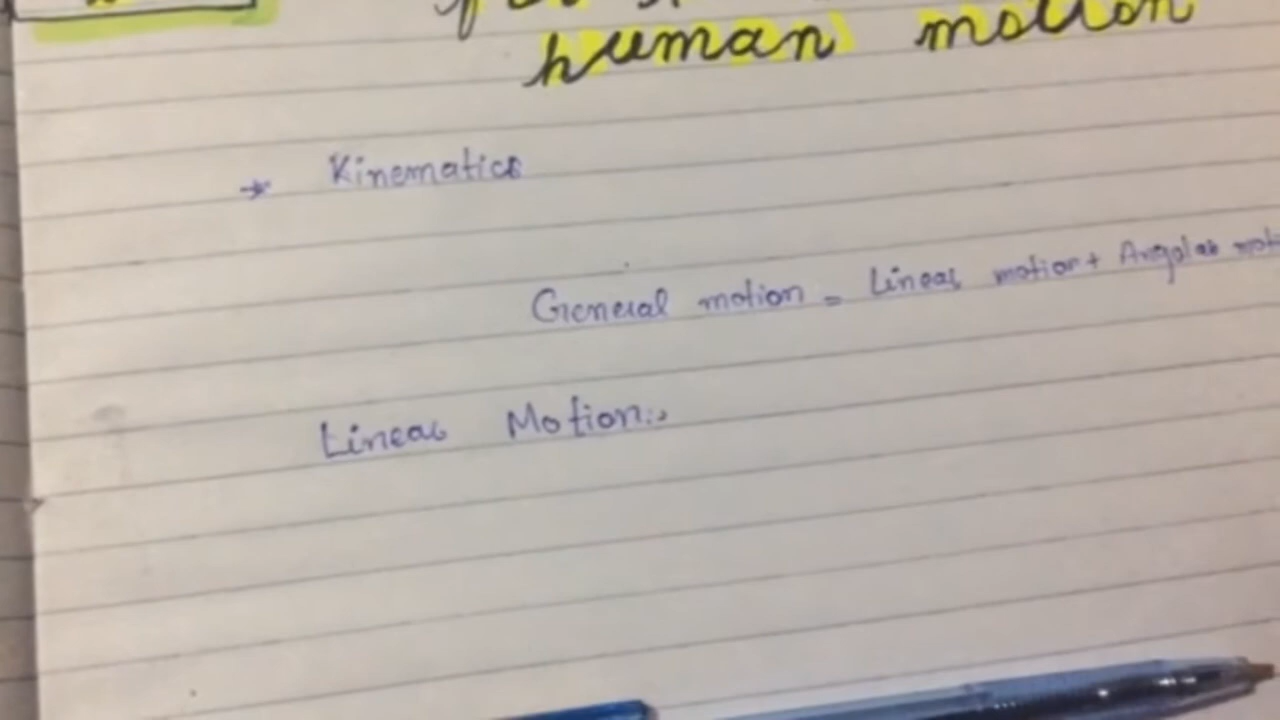 human motion
→ Kinematics
General motion = Linear motion + Angular
Linear Motion:-